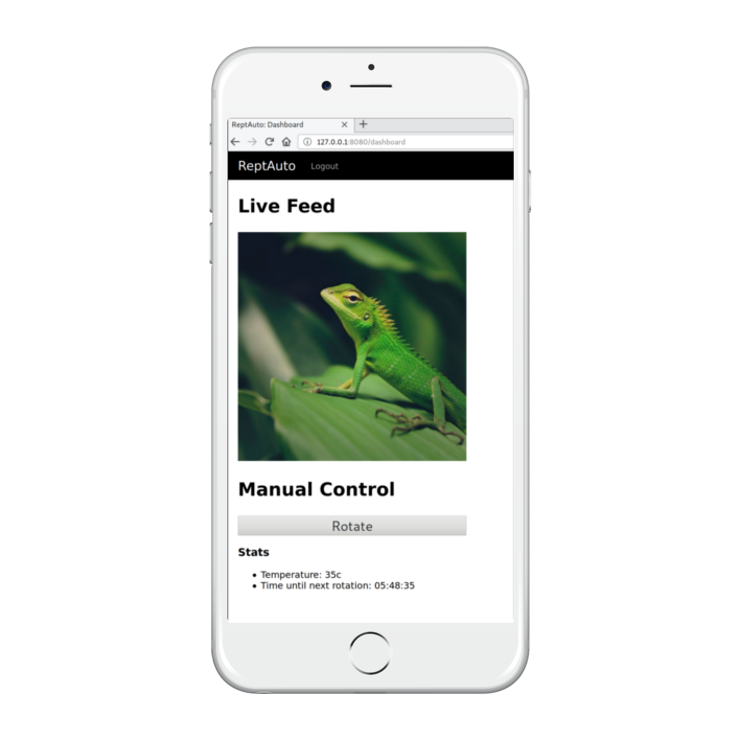 ReptAuto: Dashboard
127.0.0.1:8080/dashboard
ReptAuto Logout
Live Feed
Manual Control
Rotate
Stats
• Temperature: 35c
• Time until next rotation: 05:48:35